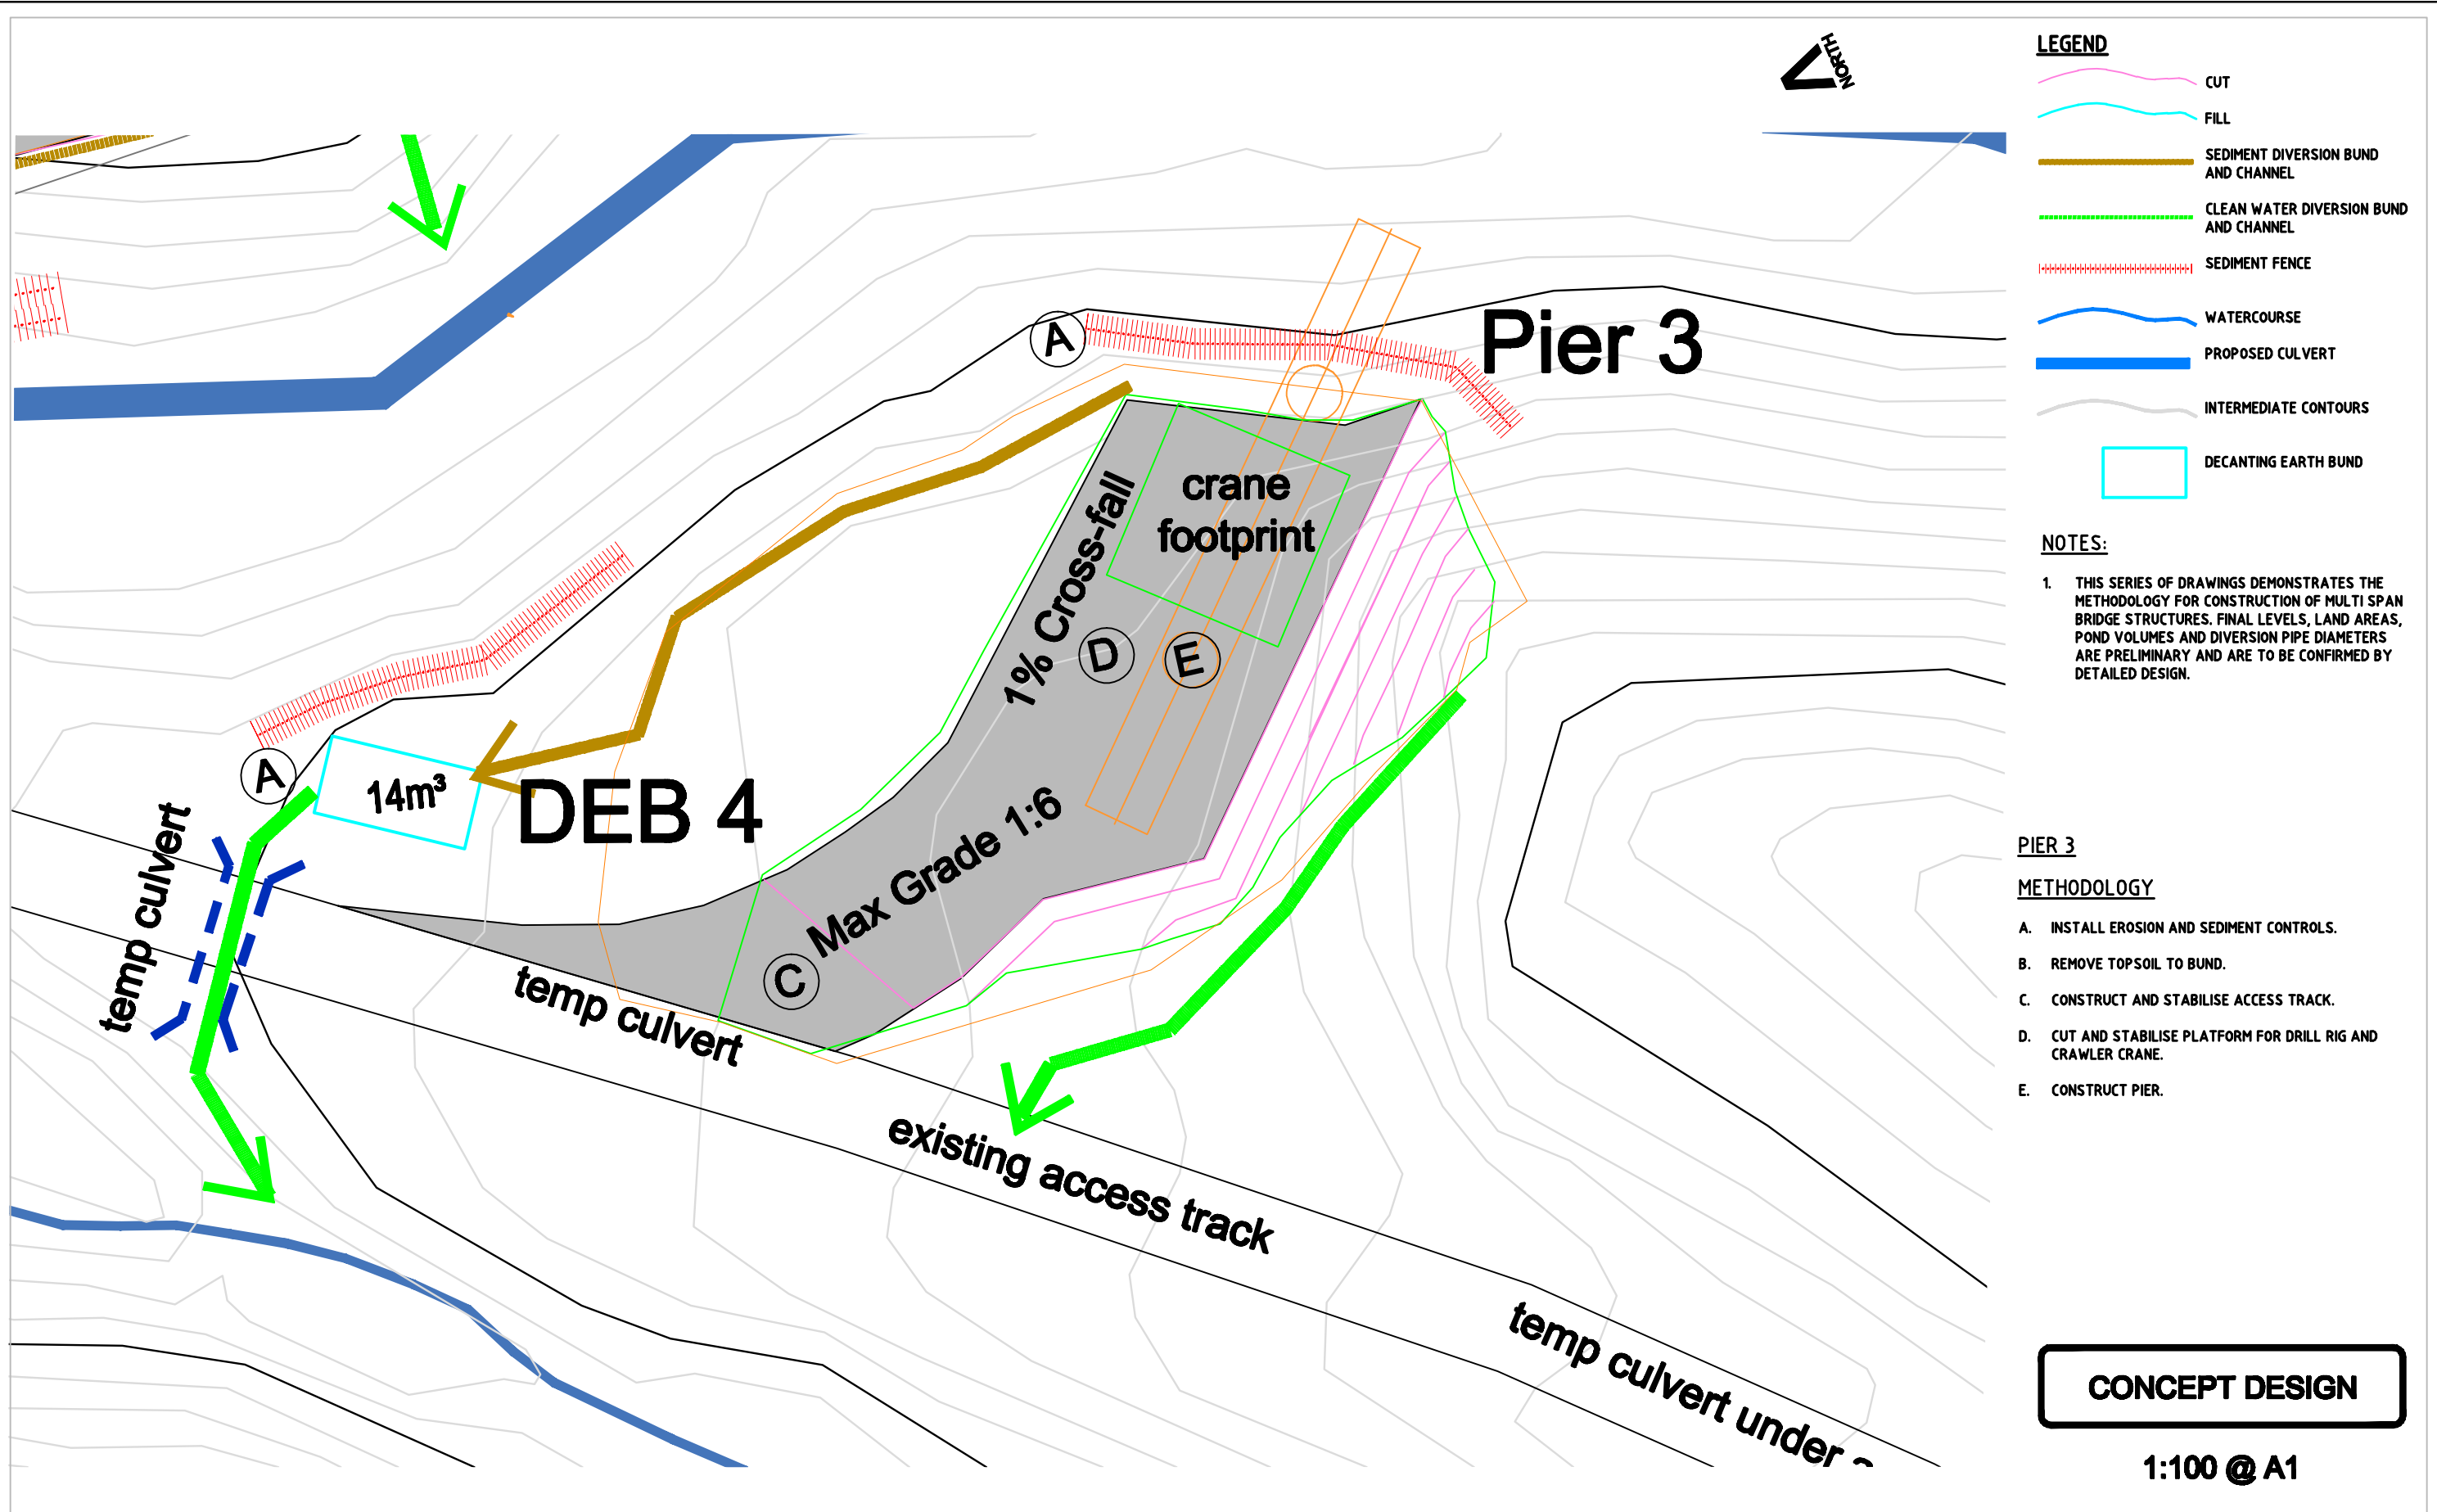 NORTH
Pier 3
A
crane
footprint
1% Cross-fall
D
E
A
14m³
DEB 4
temp culvert
Max Grade 1:6
C
temp culvert
existing access track
temp culvert under
LEGEND
CUT
FILL
SEDIMENT DIVERSION BUND
AND CHANNEL
CLEAN WATER DIVERSION BUND
AND CHANNEL
SEDIMENT FENCE
WATERCOURSE
PROPOSED CULVERT
INTERMEDIATE CONTOURS
DECANTING EARTH BUND
NOTES:
1. THIS SERIES OF DRAWINGS DEMONSTRATES THE
METHODOLOGY FOR CONSTRUCTION OF MULTI SPAN
BRIDGE STRUCTURES. FINAL LEVELS, LAND AREAS,
POND VOLUMES AND DIVERSION PIPE DIAMETERS
ARE PRELIMINARY AND ARE TO BE CONFIRMED BY
DETAILED DESIGN.
PIER 3
METHODOLOGY
A. INSTALL EROSION AND SEDIMENT CONTROLS.
B. REMOVE TOPSOIL TO BUND.
C. CONSTRUCT AND STABILISE ACCESS TRACK.
D. CUT AND STABILISE PLATFORM FOR DRILL RIG AND
CRAWLER CRANE.
E. CONSTRUCT PIER.
CONCEPT DESIGN
1:100 @ A1